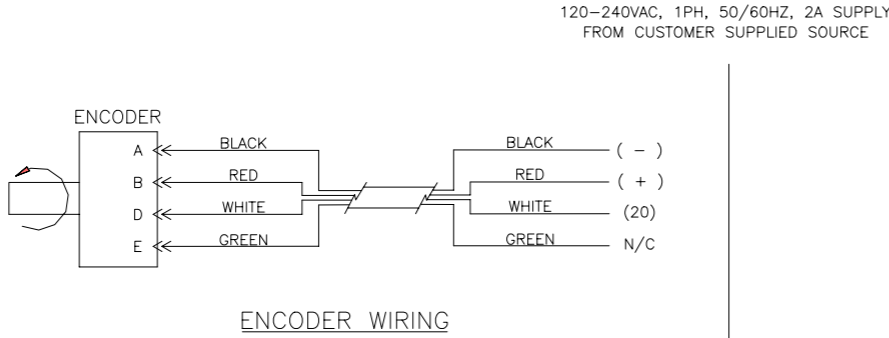 120-240VAC, 1PH, 50/60HZ, 2A SUPPLY
FROM CUSTOMER SUPPLIED SOURCE
ENCODER
A BLACK BLACK ( - )
B RED RED ( + )
D WHITE WHITE (20)
E GREEN GREEN N/C
ENCODER WIRING